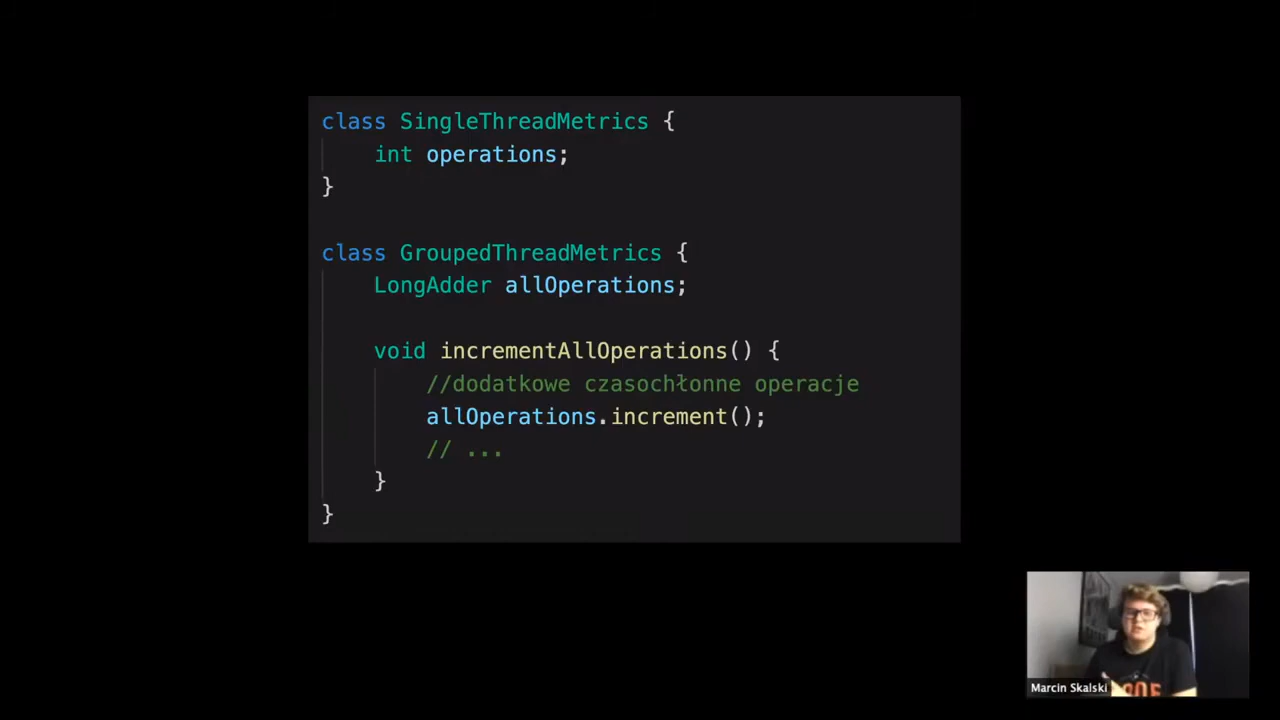 class SingleThreadMetrics {
int operations;
}
class GroupedThreadMetrics {
LongAdder allOperations;
void incrementAllOperations() {
//dodatkowe czasochłonne operacje
allOperations.increment();
// ...
}
}
Marcin Skalski